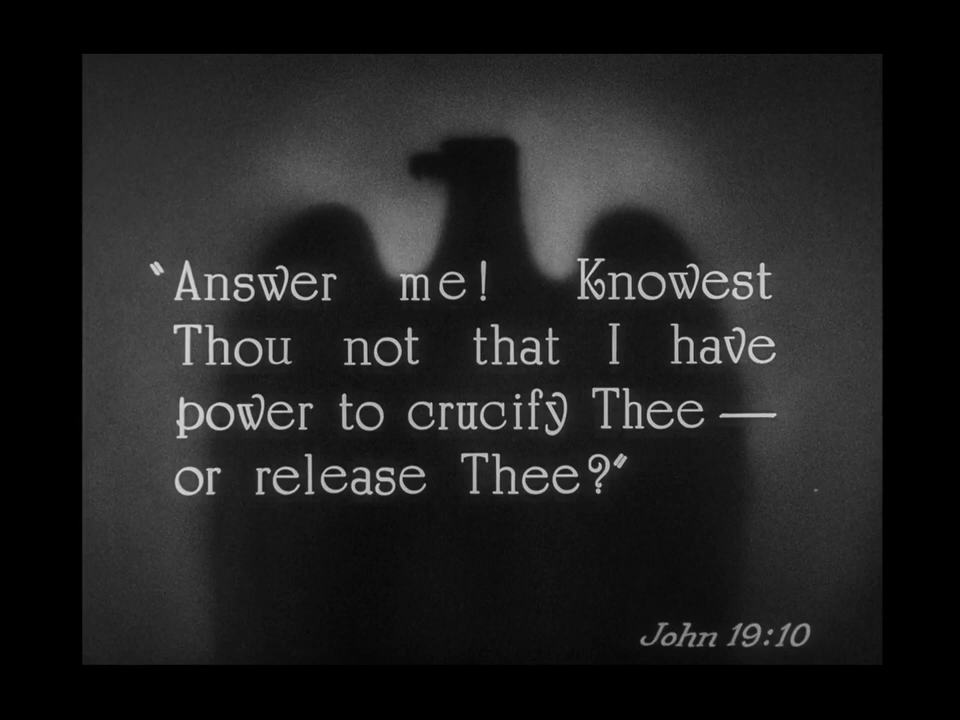 "Answer me! Knowest
Thou not that I have
power to crucify Thee —
or release Thee?"
John 19:10